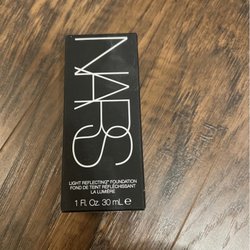 NARS
LIGHT REFLECTING™ FOUNDATION
FOND DE TEINT RÉFLÉCHISSANT
LA LUMIÈRE
1 Fl. Oz. 30 mL ℮